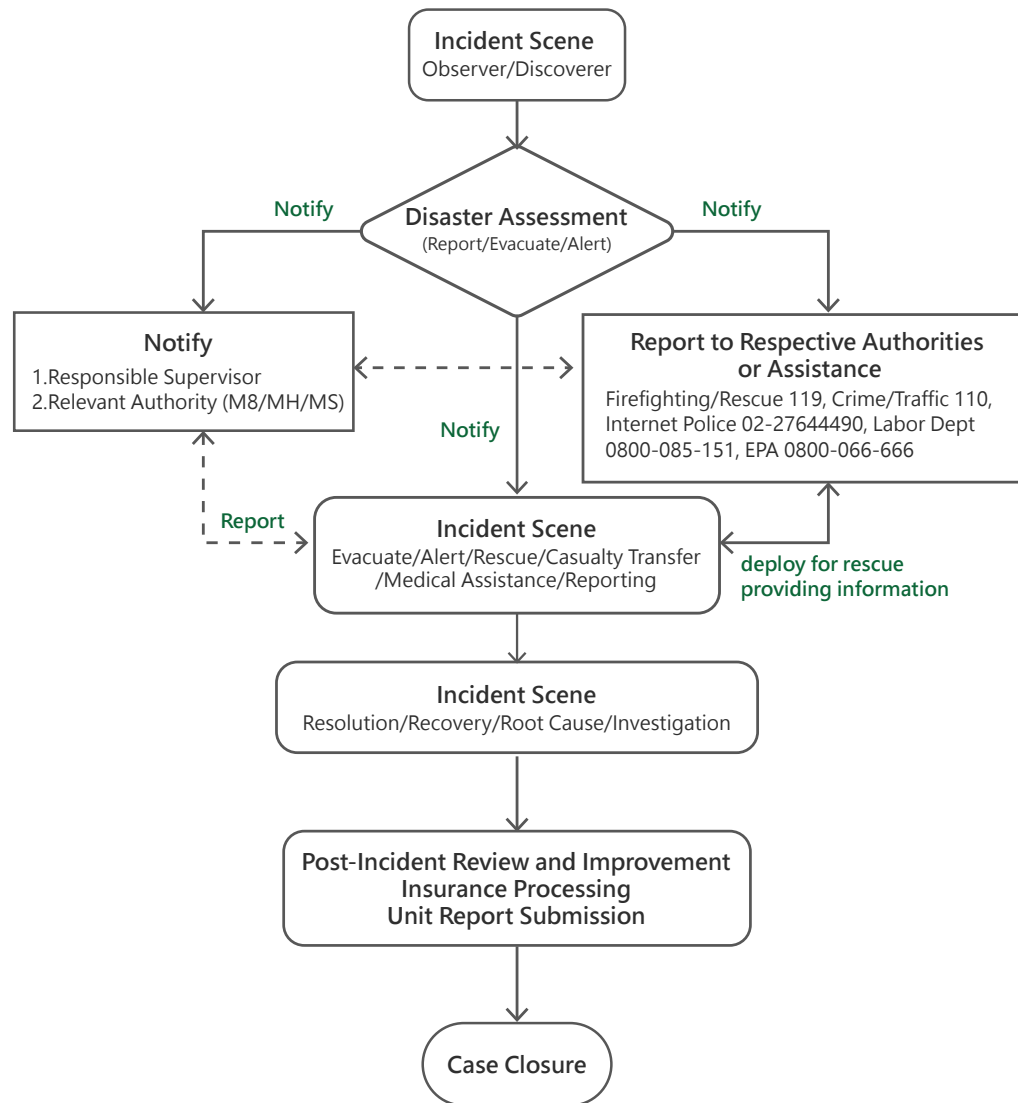 Incident Scene
Observer/Discoverer
Notify
Disaster Assessment
(Report/Evacuate/Alert)
Notify
Notify
1.Responsible Supervisor
2.Relevant Authority (M8/MH/MS)
Report to Respective Authorities
or Assistance
Firefighting/Rescue 119, Crime/Traffic 110,
Internet Police 02-27644490, Labor Dept
0800-085-151, EPA 0800-066-666
Notify
Report
Incident Scene
Evacuate/Alert/Rescue/Casualty Transfer
/Medical Assistance/Reporting
deploy for rescue
providing information
Incident Scene
Resolution/Recovery/Root Cause/Investigation
Post-Incident Review and Improvement
Insurance Processing
Unit Report Submission
Case Closure